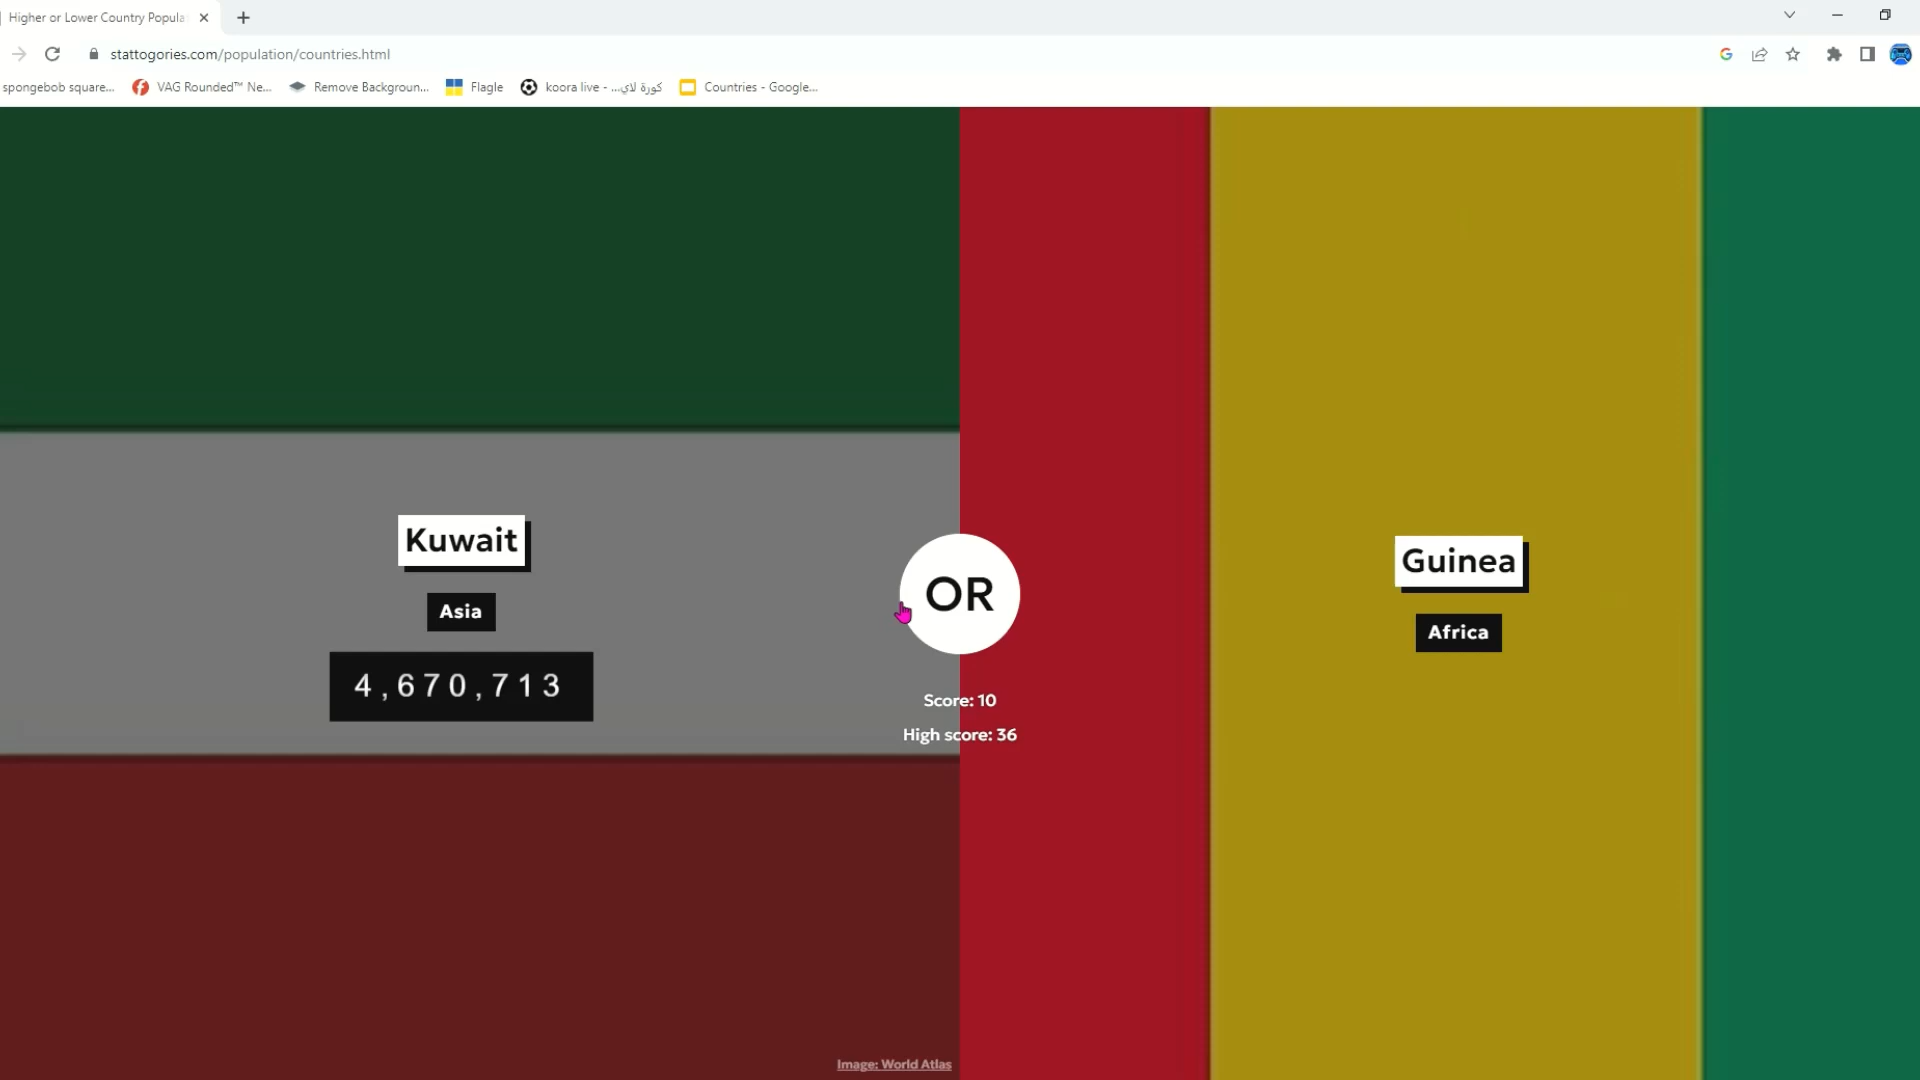 Higher or Lower Country Popula
stattogories.com/population/countries.html
spongebob square...
VAG Rounded™ Ne...
Remove Backgroun...
Flagle
koora live - كورة لاي...
Countries - Google...
Kuwait
Asia
4,670,713
OR
Score: 10
High score: 36
Guinea
Africa
Image: World Atlas